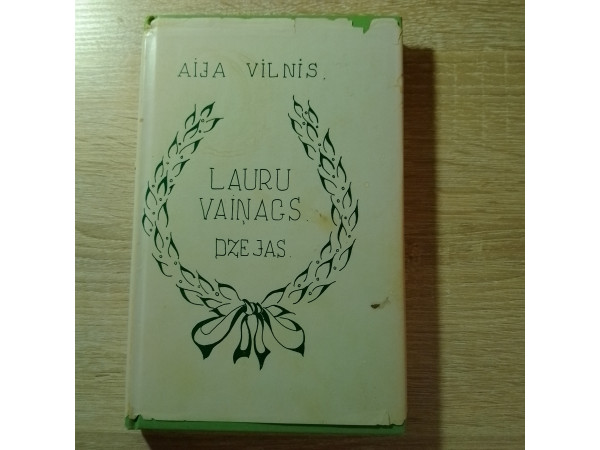 AIJA VILNIS.
LAURU
VAIŅAGS.
DZEJAS.